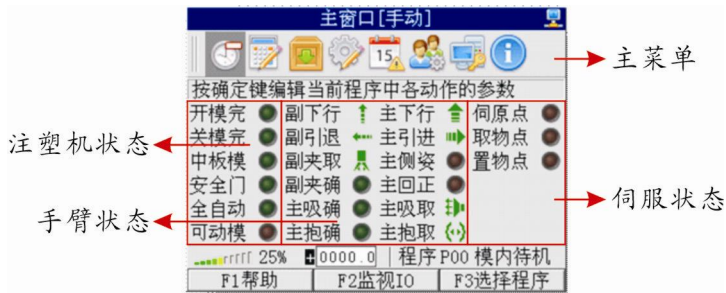 主窗口[手动]
15
主菜单
按确定键编辑当前程序中各动作的参数
开模完 副下行 主下行 伺原点
关模完 副引退 主引进 取物点
中板模 副夹取 主侧姿 置物点
安全门 副夹确 主回正
全自动 主吸确 主吸取
可动模 主抱确 主抱取
注塑机状态
手臂状态
伺服状态
25% +0000.0 程序P00 模内待机
F1帮助 F2监视IO F3选择程序